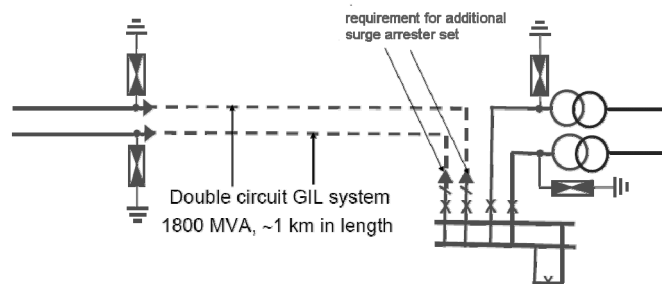 requirement for additional
surge arrester set
Double circuit GIL system
1800 MVA, ~1 km in length